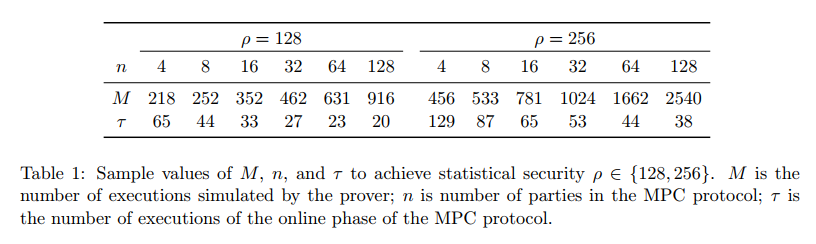 ρ = 128 ρ = 256
n 4 8 16 32 64 128 4 8 16 32 64 128
M 218 252 352 462 631 916 456 533 781 1024 1662 2540
τ 65 44 33 27 23 20 129 87 65 53 44 38
Table 1: Sample values of M, n, and τ to achieve statistical security ρ ∈ {128, 256}. M is the
number of executions simulated by the prover; n is number of parties in the MPC protocol; τ is
the number of executions of the online phase of the MPC protocol.